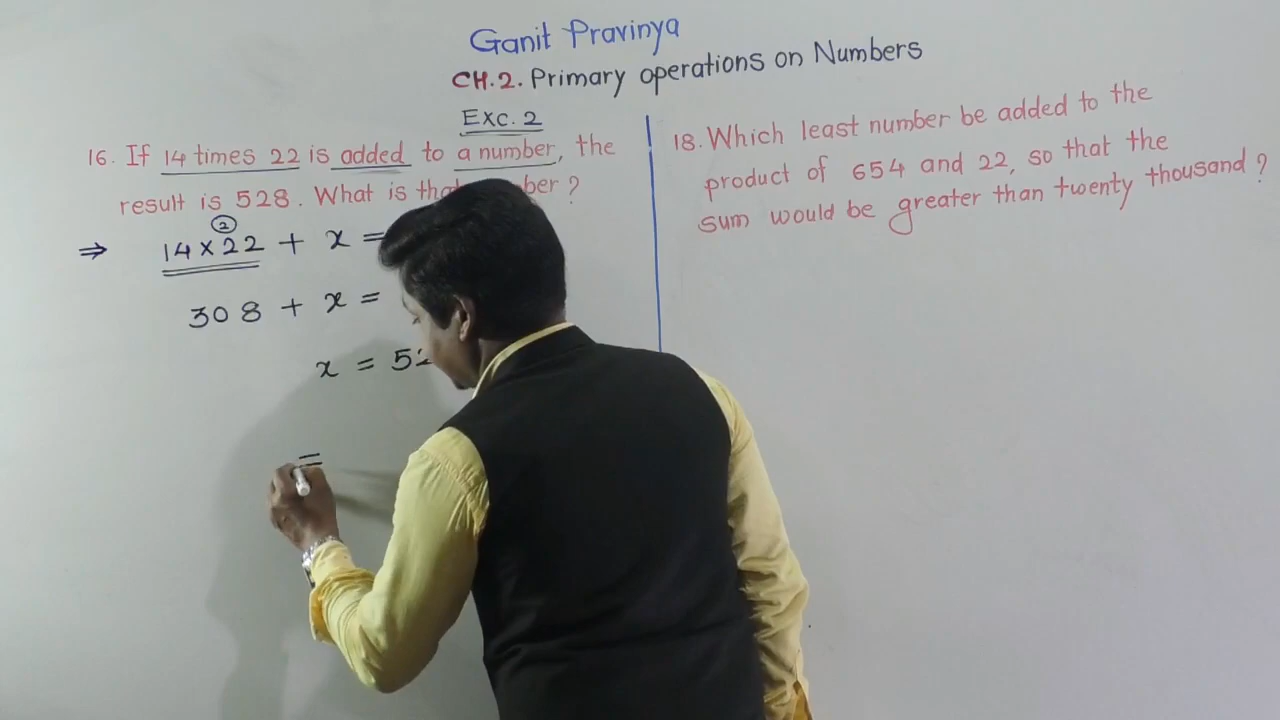 Ganit Pravinya
CH.2. Primary operations on Numbers
Exc. 2
16. If 14 times 22 is added to a number, the
result is 528. What is that ?
2
⇒ 14 × 22 + x =
308 + x =
x = 52
=
18. Which least number be added to the
product of 654 and 22, so that the
sum would be greater than twenty thousand ?